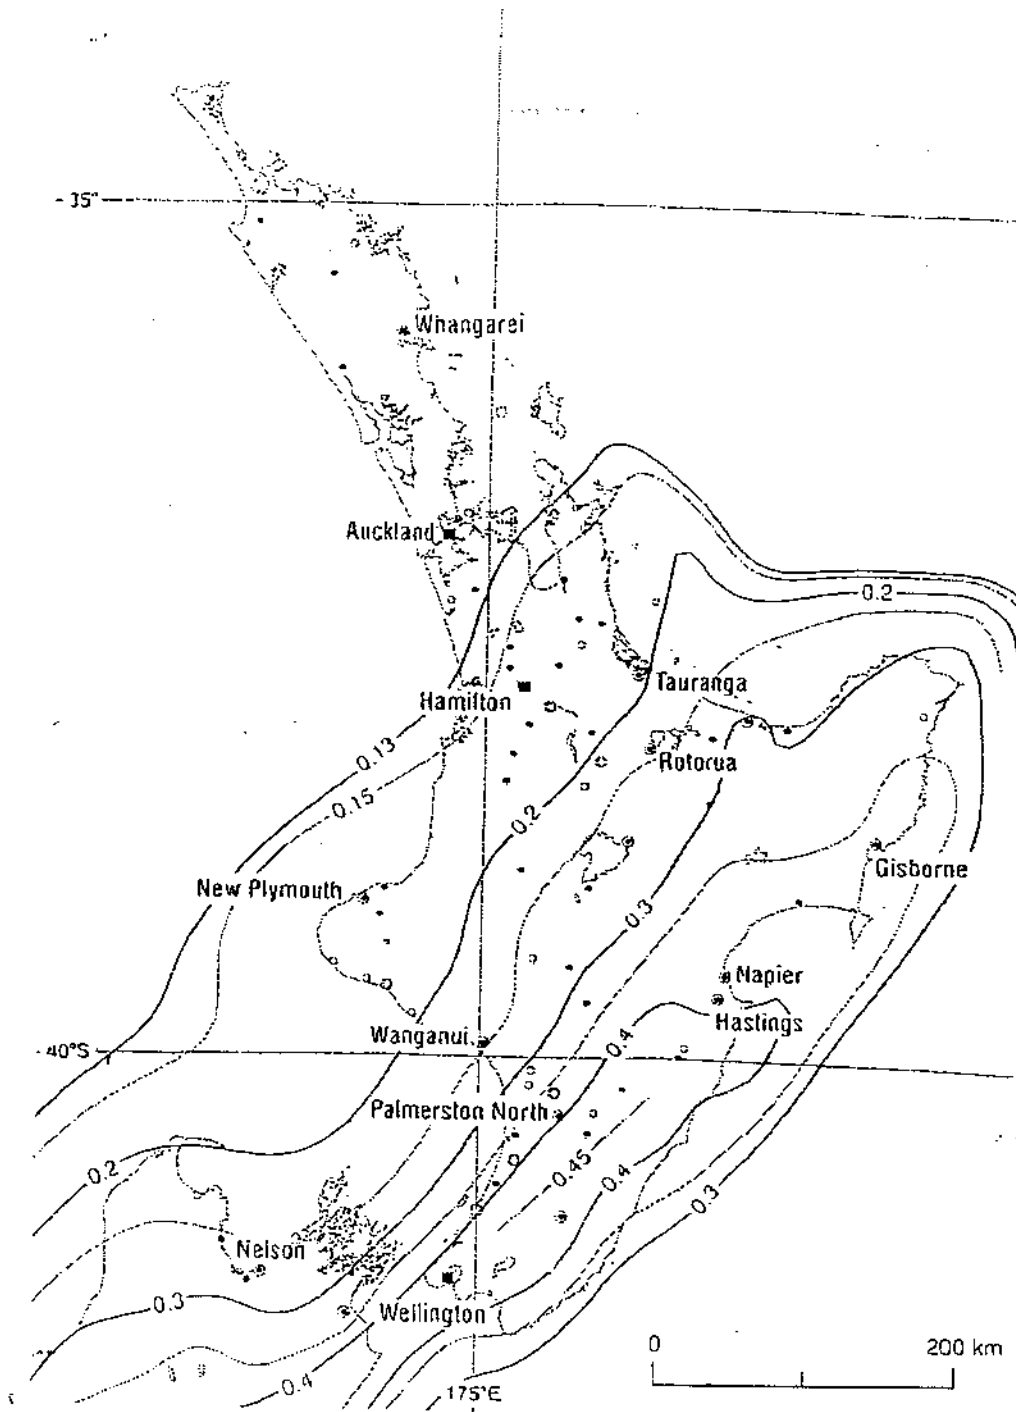 35°
Whangarei
Auckland
0.2
Tauranga
Hamilton
Rotorua
0.13
0.15
0.2
Gisborne
New Plymouth
0.3
Napier
Hastings
Wanganui
40°S
0.4
Palmerston North
0.45
0.2
0.4
0.3
Nelson
0.3
Wellington
0 200 km
0.4
175°E